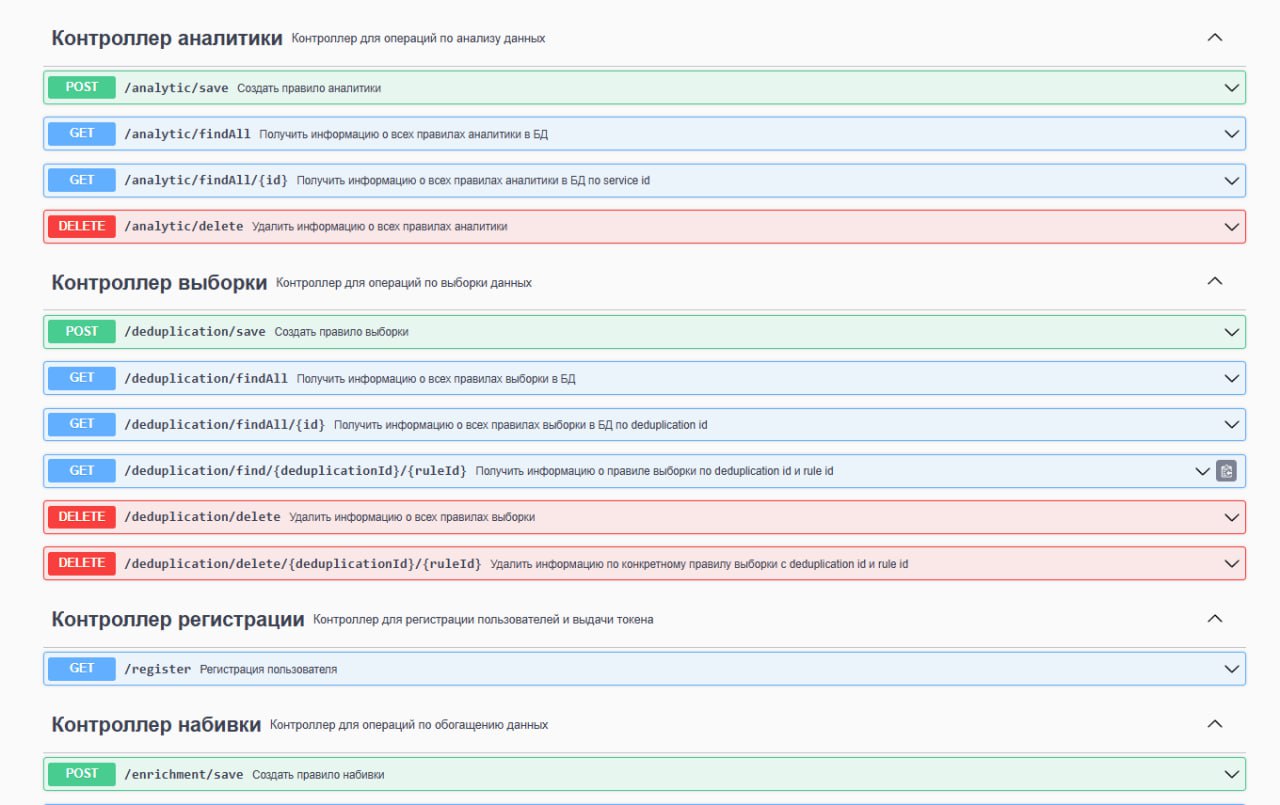 Контроллер аналитики Контроллер для операций по анализу данных
POST /analytic/save Создать правило аналитики
GET /analytic/findAll Получить информацию о всех правилах аналитики в БД
GET /analytic/findAll/{id} Получить информацию о всех правилах аналитики в БД по service id
DELETE /analytic/delete Удалить информацию о всех правилах аналитики
Контроллер выборки Контроллер для операций по выборки данных
POST /deduplication/save Создать правило выборки
GET /deduplication/findAll Получить информацию о всех правилах выборки в БД
GET /deduplication/findAll/{id} Получить информацию о всех правилах выборки в БД по deduplication id
GET /deduplication/find/{deduplicationId}/{ruleId} Получить информацию о правиле выборки по deduplication id и rule id
DELETE /deduplication/delete Удалить информацию о всех правилах выборки
DELETE /deduplication/delete/{deduplicationId}/{ruleId} Удалить информацию по конкретному правилу выборки с deduplication id и rule id
Контроллер регистрации Контроллер для регистрации пользователей и выдачи токена
GET /register Регистрация пользователя
Контроллер набивки Контроллер для операций по обогащению данных
POST /enrichment/save Создать правило набивки